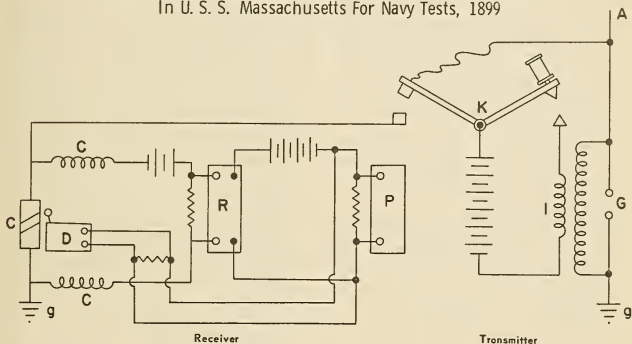 In U. S. S. Massachusetts For Navy Tests, 1899
A
K
C
C
R
P
D
I
G
C
g
g
Receiver
Transmitter